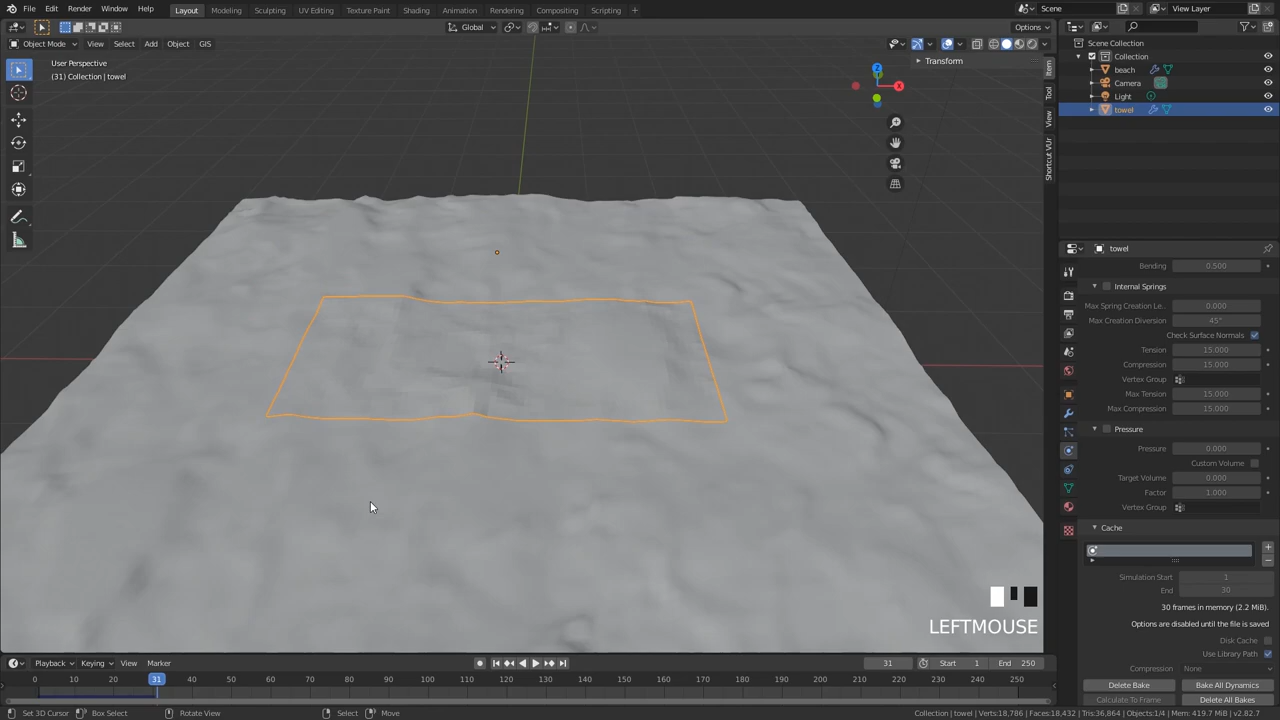 File Edit Render Window Help
Layout Modeling Sculpting UV Editing Texture Paint Shading Animation Rendering Compositing Scripting +
Scene View Layer
Global Options
Object Mode View Select Add Object GIS
User Perspective
(31) Collection | towel
Transform
Z
X
Item
Tool
View
Shortcut VUr
Scene Collection
Collection
beach
Camera
Light
towel
towel
Bending 0.500
Internal Springs
Max Spring Creation Le.. 0.000
Max Creation Diversion 45°
Check Surface Normals
Tension 15.000
Compression 15.000
Vertex Group
Max Tension 15.000
Max Compression 15.000
Pressure
Pressure 0.000
Custom Volume
Target Volume 0.000
Factor 1.000
Vertex Group
Cache
Simulation Start 1
End 30
30 frames in memory (2.2 MiB).
Options are disabled until the file is saved
Disk Cache
Use Library Path
Compression None
Delete Bake Bake All Dynamics
Calculate To Frame Delete All Bakes
LEFTMOUSE
Playback Keying View Marker 31 Start 1 End 250
0 10 20 31 40 50 60 70 80 90 100 110 120 130 140 150 160 170 180 190 200 210 220 230 240 250
Set 3D Cursor Box Select Rotate View Select Move Collection | towel | Verts:18,786 | Faces:18,432 | Tris:36,864 | Objects:1/4 | Mem: 419.7 MiB | v2.82.7